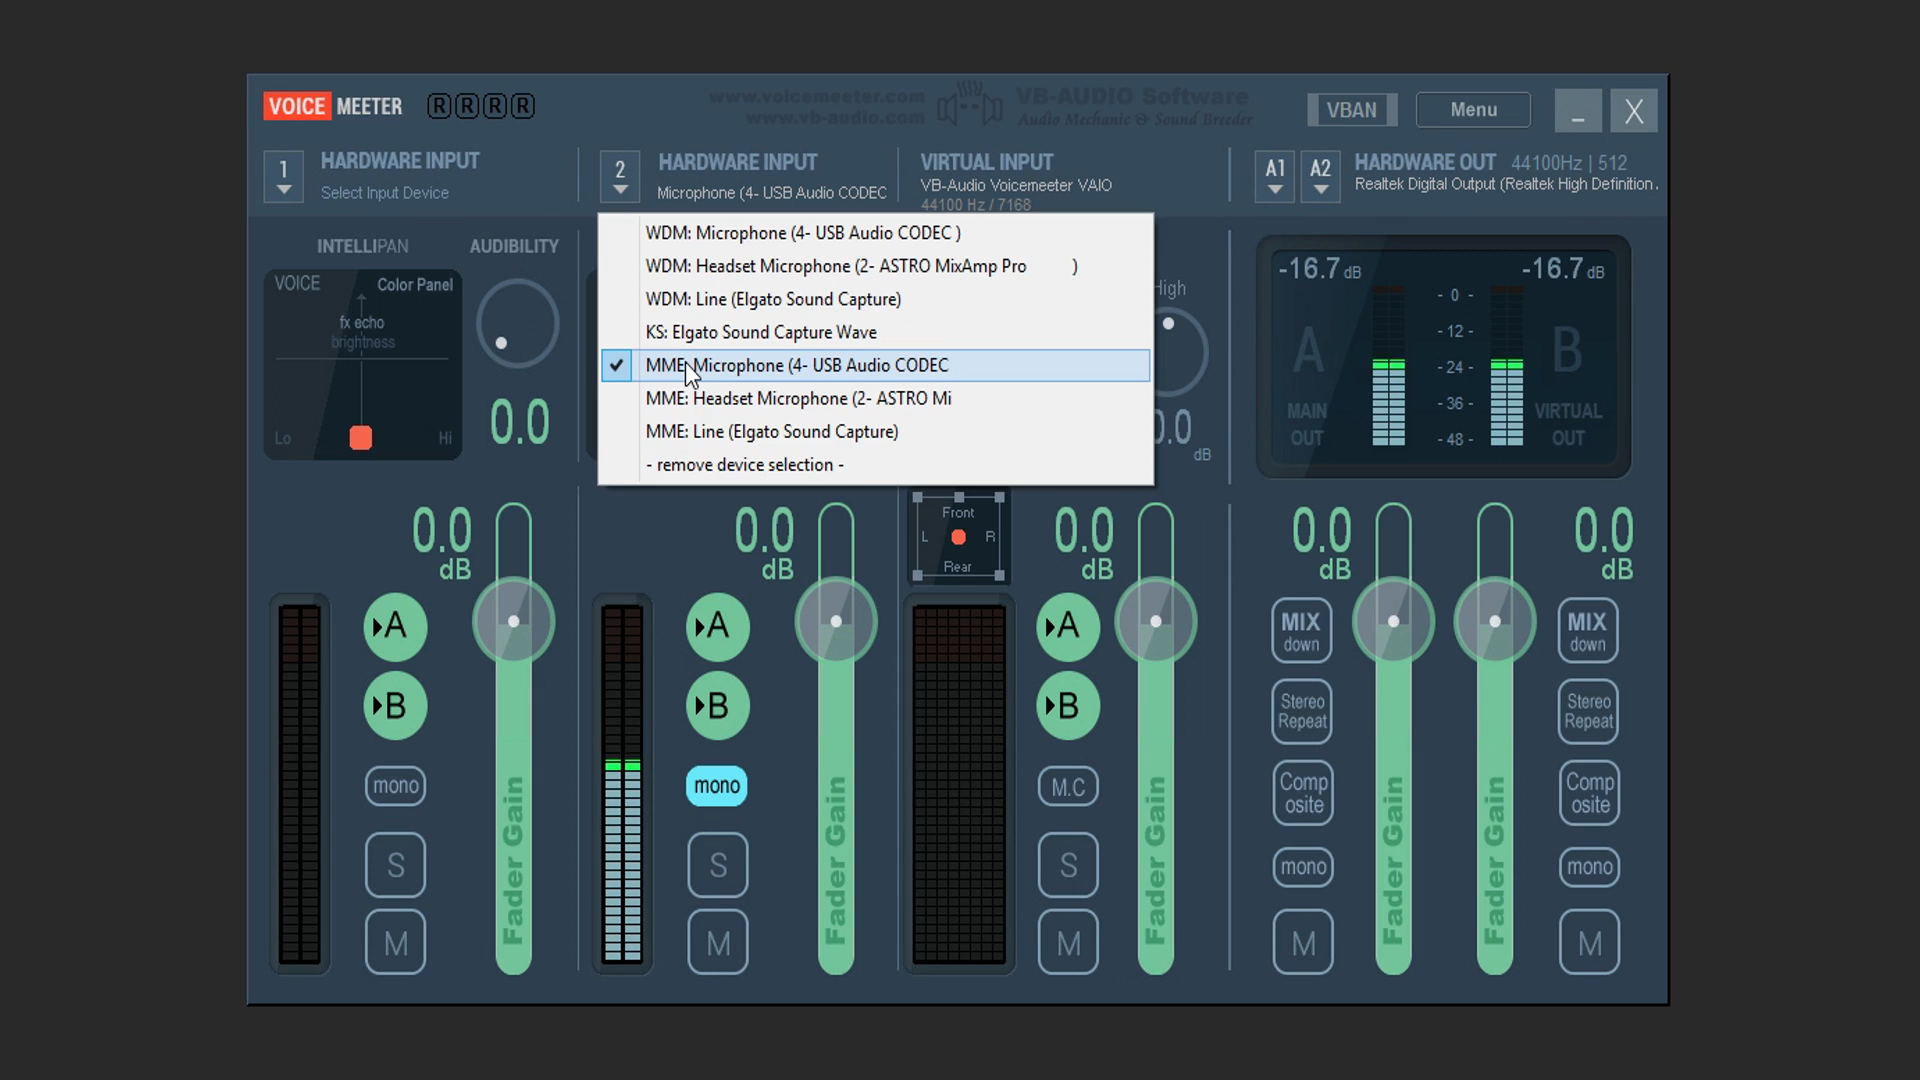 VOICE MEETER R R R R
www.voicemeeter.com
www.vb-audio.com
VB-AUDIO Software
Audio Mechanic & Sound Breeder
VBAN
Menu
_
X
1
HARDWARE INPUT
Select Input Device
2
HARDWARE INPUT
Microphone (4- USB Audio CODEC
VIRTUAL INPUT
VB-Audio Voicemeeter VAIO
44100 Hz / 7168
A1
A2
HARDWARE OUT 44100Hz | 512
Realtek Digital Output (Realtek High Definition .
INTELLIPAN
AUDIBILITY
VOICE
Color Panel
fx echo
brightness
Lo
Hi
0.0
WDM: Microphone (4- USB Audio CODEC )
WDM: Headset Microphone (2- ASTRO MixAmp Pro )
WDM: Line (Elgato Sound Capture)
KS: Elgato Sound Capture Wave
MME: Microphone (4- USB Audio CODEC
MME: Headset Microphone (2- ASTRO Mi
MME: Line (Elgato Sound Capture)
- remove device selection -
High
0.0
dB
-16.7 dB
-16.7 dB
A
B
- 0 -
- 12 -
- 24 -
- 36 -
- 48 -
MAIN
OUT
VIRTUAL
OUT
0.0
dB
A
B
mono
S
M
Fader Gain
0.0
dB
A
B
mono
S
M
Fader Gain
Front
L
R
Rear
0.0
dB
A
B
M.C
S
M
Fader Gain
0.0
dB
MIX
down
Stereo
Repeat
Comp
osite
mono
M
Fader Gain
Fader Gain
0.0
dB
MIX
down
Stereo
Repeat
Comp
osite
mono
M